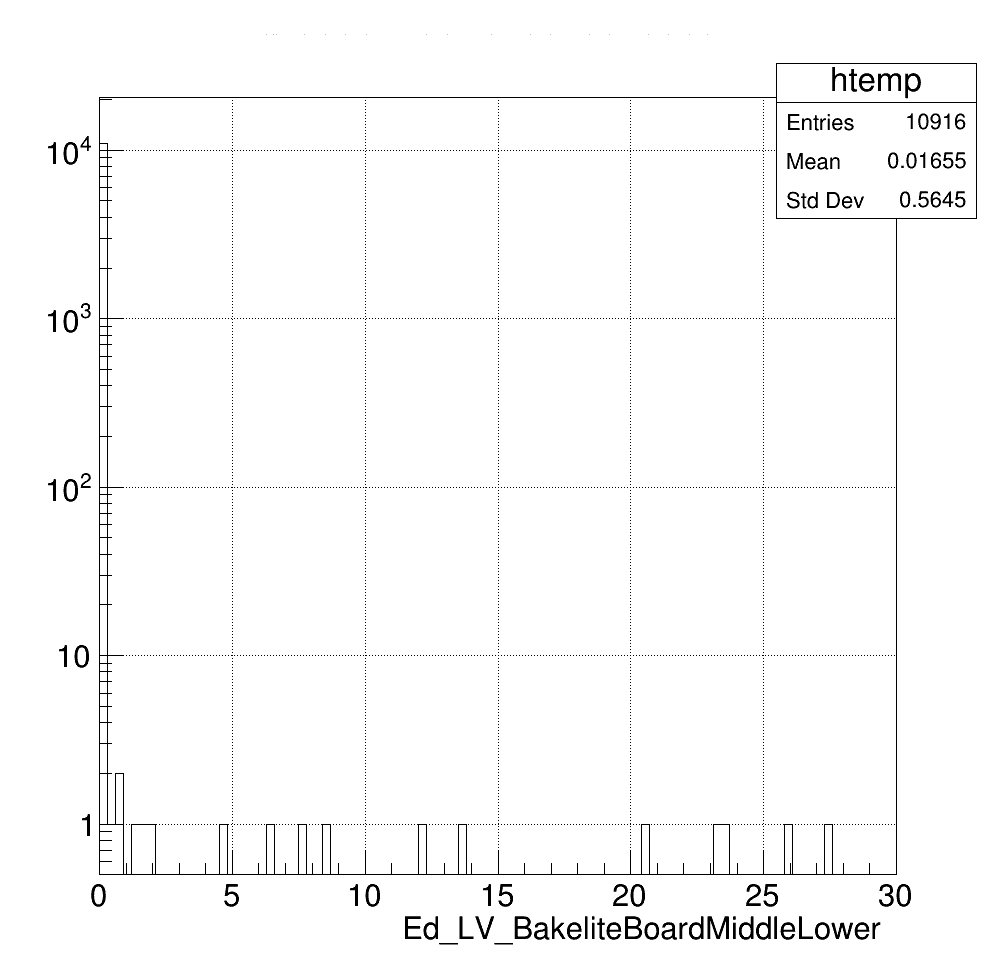 htemp
Entries 10916
Mean 0.01655
Std Dev 0.5645
10⁴
10³
10²
10
1
0 5 10 15 20 25 30
Ed_LV_BakeliteBoardMiddleLower